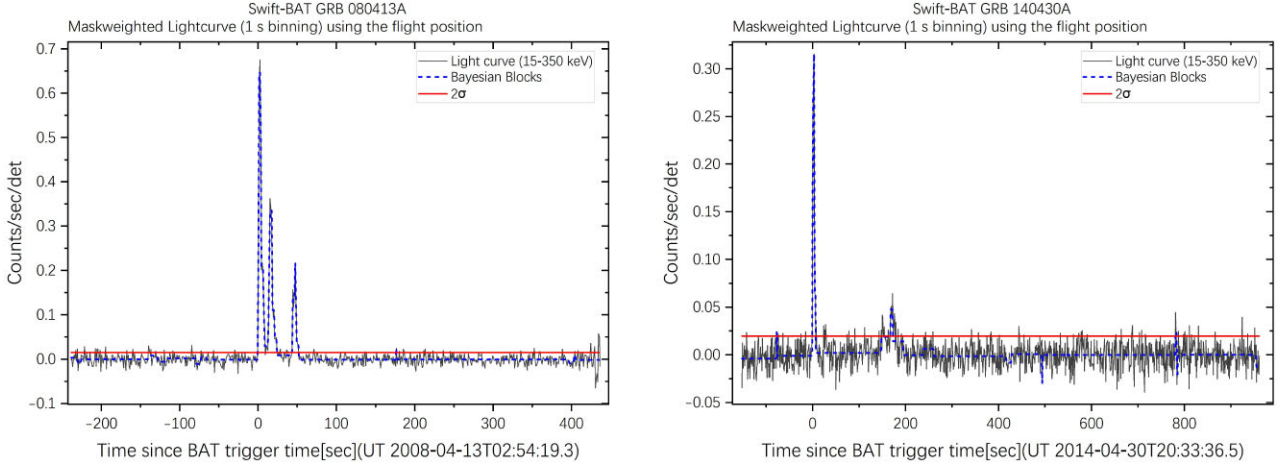 Swift-BAT GRB 080413A
Maskweighted Lightcurve (1 s binning) using the flight position
Light curve (15-350 keV)
Bayesian Blocks
2σ
Counts/sec/det
0.7
0.6
0.5
0.4
0.3
0.2
0.1
0.0
−0.1
−200
−100
0
100
200
300
400
Time since BAT trigger time[sec](UT 2008-04-13T02:54:19.3)
Swift-BAT GRB 140430A
Maskweighted Lightcurve (1 s binning) using the flight position
Light curve (15-350 keV)
Bayesian Blocks
2σ
Counts/sec/det
0.30
0.25
0.20
0.15
0.10
0.05
0.00
−0.05
0
200
400
600
800
Time since BAT trigger time[sec](UT 2014-04-30T20:33:36.5)